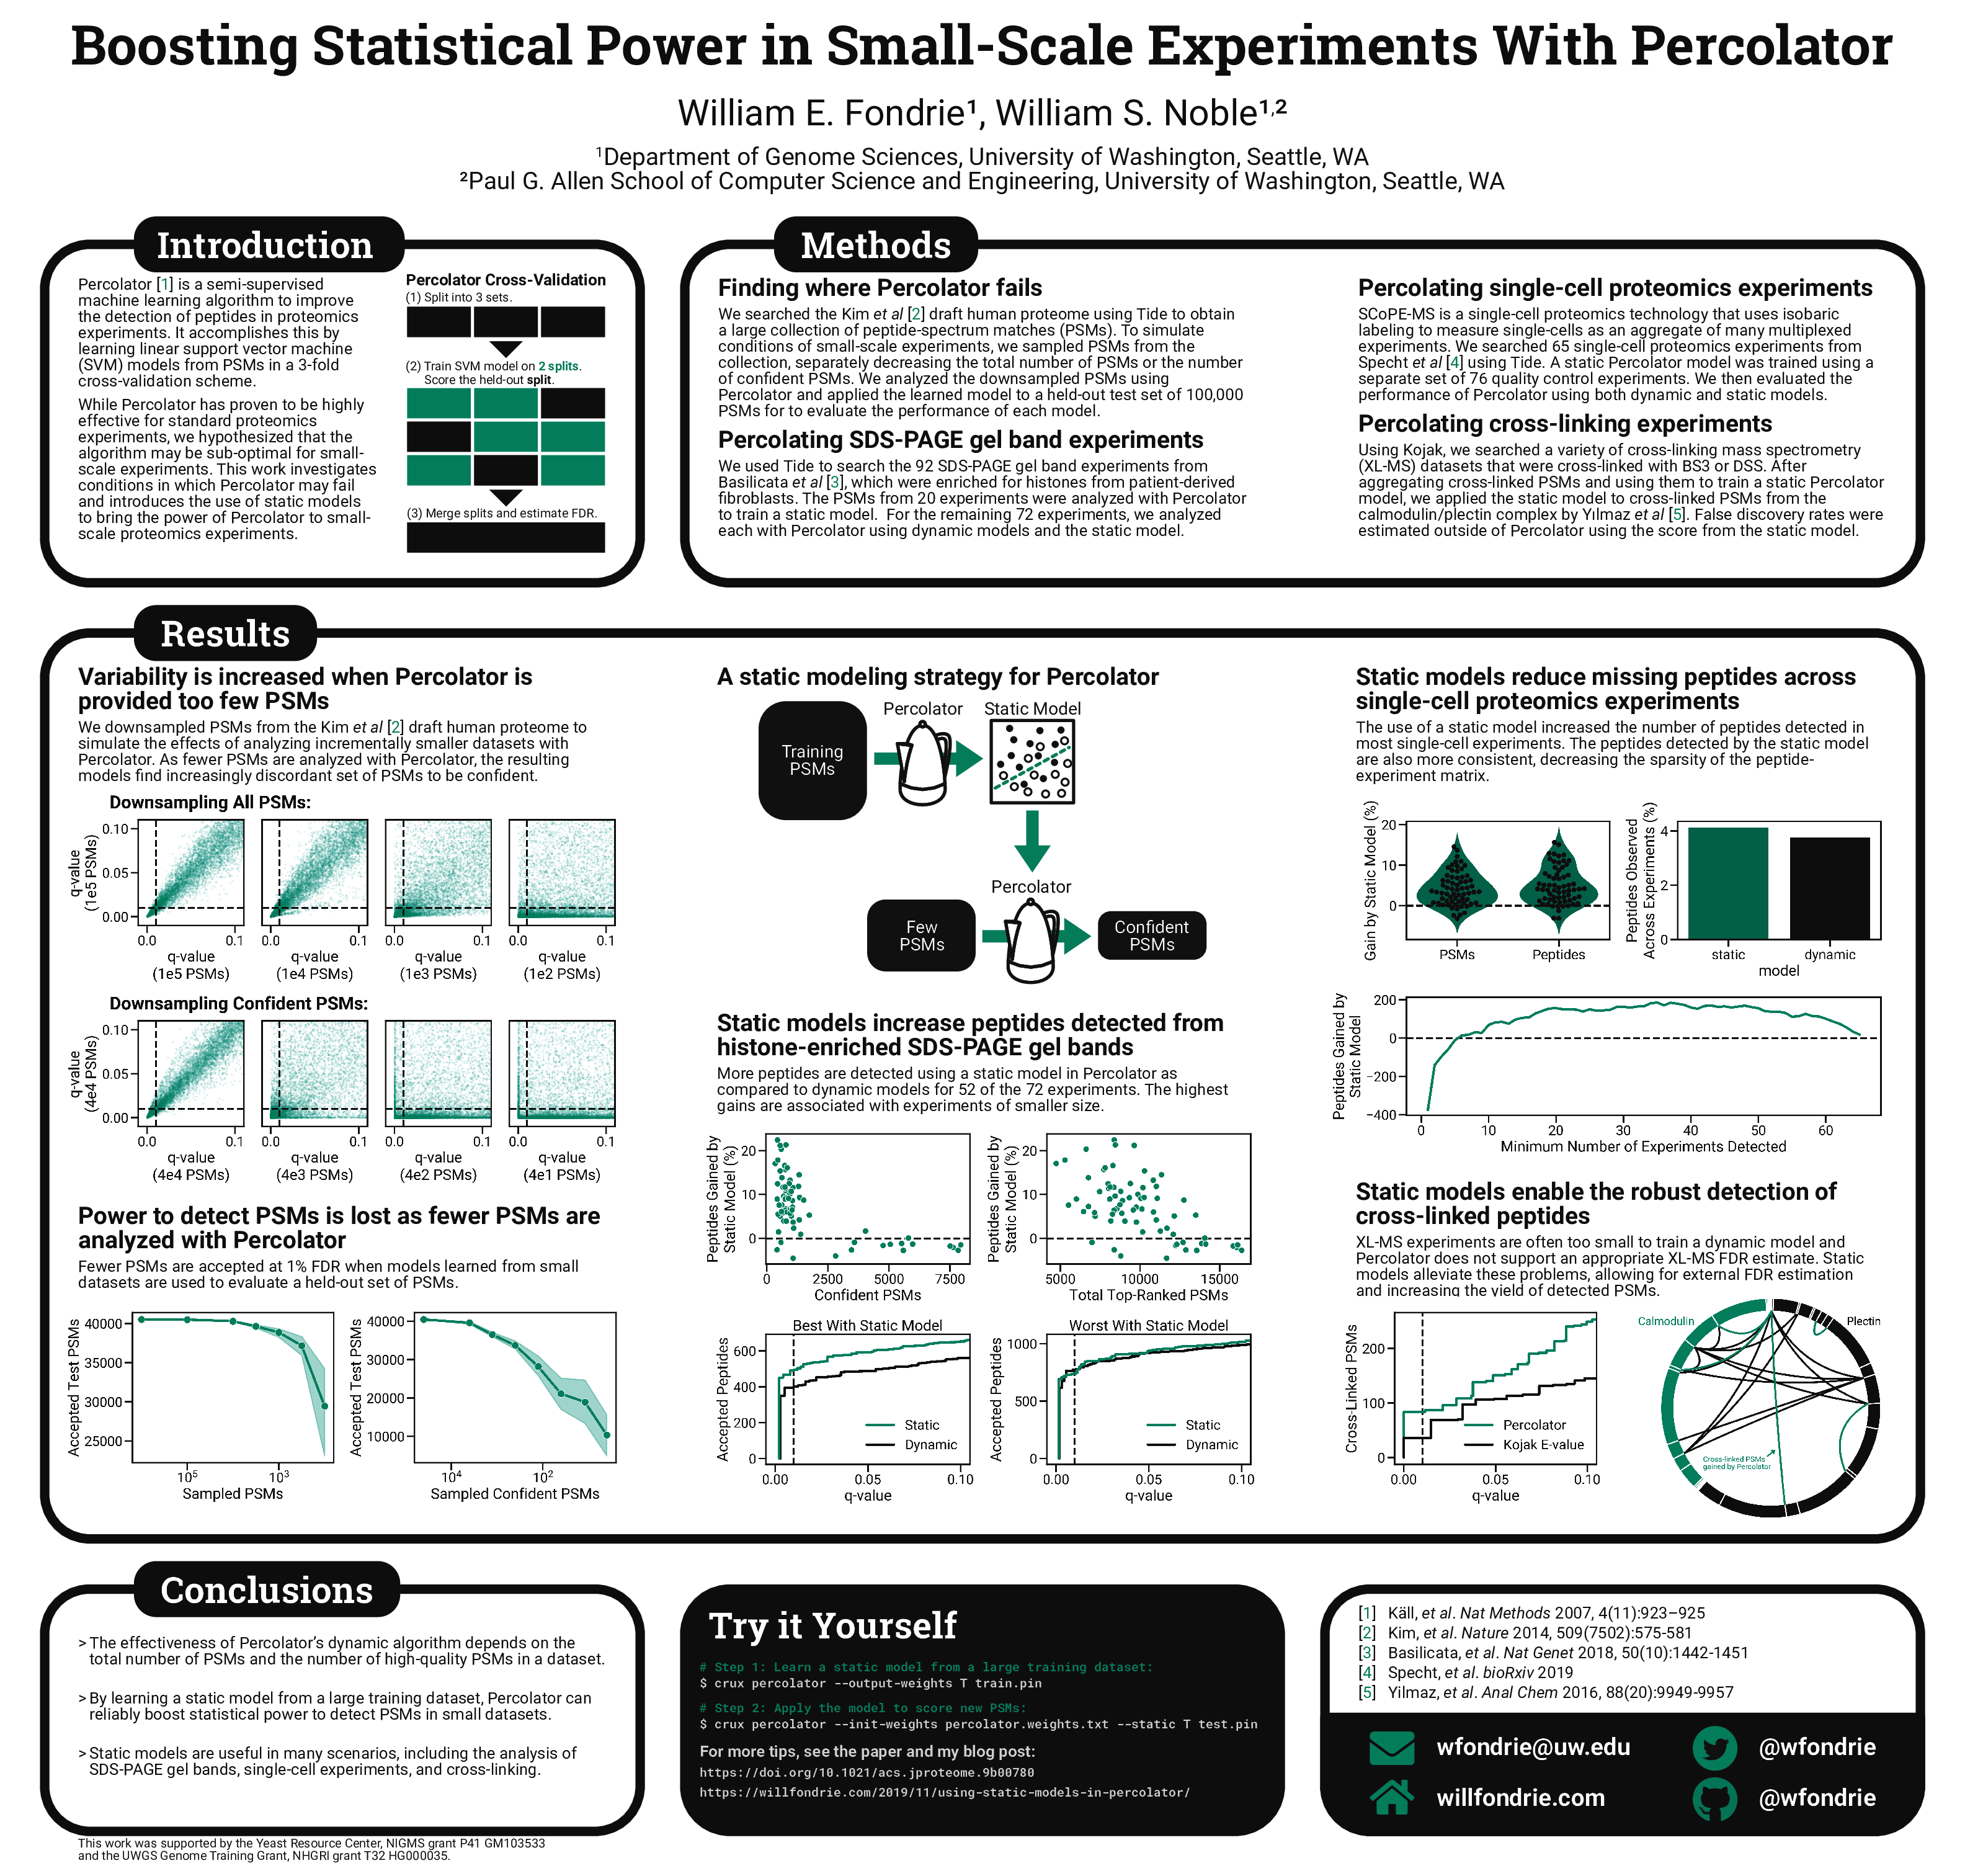 Boosting Statistical Power in Small-Scale Experiments With Percolator
William E. Fondrie¹, William S. Noble¹,²
¹Department of Genome Sciences, University of Washington, Seattle, WA
²Paul G. Allen School of Computer Science and Engineering, University of Washington, Seattle, WA
Introduction
Percolator [1] is a semi-supervised
machine learning algorithm to improve
the detection of peptides in proteomics
experiments. It accomplishes this by
learning linear support vector machine
(SVM) models from PSMs in a 3-fold
cross-validation scheme.
While Percolator has proven to be highly
effective for standard proteomics
experiments, we hypothesized that the
algorithm may be sub-optimal for small-
scale experiments. This work investigates
conditions in which Percolator may fail
and introduces the use of static models
to bring the power of Percolator to small-
scale proteomics experiments.
Percolator Cross-Validation
(1) Split into 3 sets.
(2) Train SVM model on 2 splits.
Score the held-out split.
(3) Merge splits and estimate FDR.
Methods
Finding where Percolator fails
We searched the Kim et al [2] draft human proteome using Tide to obtain
a large collection of peptide-spectrum matches (PSMs). To simulate
conditions of small-scale experiments, we sampled PSMs from the
collection, separately decreasing the total number of PSMs or the number
of confident PSMs. We analyzed the downsampled PSMs using
Percolator and applied the learned model to a held-out test set of 100,000
PSMs for to evaluate the performance of each model.
Percolating SDS-PAGE gel band experiments
We used Tide to search the 92 SDS-PAGE gel band experiments from
Basilicata et al [3], which were enriched for histones from patient-derived
fibroblasts. The PSMs from 20 experiments were analyzed with Percolator
to train a static model. For the remaining 72 experiments, we analyzed
each with Percolator using dynamic models and the static model.
Percolating single-cell proteomics experiments
SCoPE-MS is a single-cell proteomics technology that uses isobaric
labeling to measure single-cells as an aggregate of many multiplexed
experiments. We searched 65 single-cell proteomics experiments from
Specht et al [4] using Tide. A static Percolator model was trained using a
separate set of 76 quality control experiments. We then evaluated the
performance of Percolator using both dynamic and static models.
Percolating cross-linking experiments
Using Kojak, we searched a variety of cross-linking mass spectrometry
(XL-MS) datasets that were cross-linked with BS3 or DSS. After
aggregating cross-linked PSMs and using them to train a static Percolator
model, we applied the static model to cross-linked PSMs from the
calmodulin/plectin complex by Yılmaz et al [5]. False discovery rates were
estimated outside of Percolator using the score from the static model.
Results
Variability is increased when Percolator is
provided too few PSMs
We downsampled PSMs from the Kim et al [2] draft human proteome to
simulate the effects of analyzing incrementally smaller datasets with
Percolator. As fewer PSMs are analyzed with Percolator, the resulting
models find increasingly discordant set of PSMs to be confident.
Downsampling All PSMs:
q-value
(1e5 PSMs)
0.10
0.05
0.00
0.0 0.1 0.0 0.1 0.0 0.1 0.0 0.1
q-value q-value q-value q-value
(1e5 PSMs) (1e4 PSMs) (1e3 PSMs) (1e2 PSMs)
Downsampling Confident PSMs:
q-value
(4e4 PSMs)
0.10
0.05
0.00
0.0 0.1 0.0 0.1 0.0 0.1 0.0 0.1
q-value q-value q-value q-value
(4e4 PSMs) (4e3 PSMs) (4e2 PSMs) (4e1 PSMs)
Power to detect PSMs is lost as fewer PSMs are
analyzed with Percolator
Fewer PSMs are accepted at 1% FDR when models learned from small
datasets are used to evaluate a held-out set of PSMs.
Accepted Test PSMs
40000
35000
30000
25000
10⁵ 10³
Sampled PSMs
Accepted Test PSMs
40000
30000
20000
10000
10⁴ 10²
Sampled Confident PSMs
A static modeling strategy for Percolator
Percolator Static Model
Training
PSMs
Percolator
Few
PSMs
Confident
PSMs
Static models increase peptides detected from
histone-enriched SDS-PAGE gel bands
More peptides are detected using a static model in Percolator as
compared to dynamic models for 52 of the 72 experiments. The highest
gains are associated with experiments of smaller size.
Peptides Gained by
Static Model (%)
20
10
0
0 2500 5000 7500
Confident PSMs
Peptides Gained by
Static Model (%)
20
10
0
5000 10000 15000
Total Top-Ranked PSMs
Best With Static Model
Accepted Peptides
600
400
200
0
Static
Dynamic
0.00 0.05 0.10
q-value
Worst With Static Model
Accepted Peptides
1000
500
0
Static
Dynamic
0.00 0.05 0.10
q-value
Static models reduce missing peptides across
single-cell proteomics experiments
The use of a static model increased the number of peptides detected in
most single-cell experiments. The peptides detected by the static model
are also more consistent, decreasing the sparsity of the peptide-
experiment matrix.
Gain by Static Model (%)
20
10
0
PSMs Peptides
Peptides Observed
Across Experiments (%)
4
2
0
static dynamic
model
Peptides Gained by
Static Model
200
0
−200
−400
0 10 20 30 40 50 60
Minimum Number of Experiments Detected
Static models enable the robust detection of
cross-linked peptides
XL-MS experiments are often too small to train a dynamic model and
Percolator does not support an appropriate XL-MS FDR estimate. Static
models alleviate these problems, allowing for external FDR estimation
and increasing the yield of detected PSMs.
Cross-Linked PSMs
200
100
0
Percolator
Kojak E-value
0.00 0.05 0.10
q-value
Calmodulin
Plectin
Cross-linked PSMs
gained by Percolator
Conclusions
> The effectiveness of Percolator's dynamic algorithm depends on the
total number of PSMs and the number of high-quality PSMs in a dataset.
> By learning a static model from a large training dataset, Percolator can
reliably boost statistical power to detect PSMs in small datasets.
> Static models are useful in many scenarios, including the analysis of
SDS-PAGE gel bands, single-cell experiments, and cross-linking.
This work was supported by the Yeast Resource Center, NIGMS grant P41 GM103533
and the UWGS Genome Training Grant, NHGRI grant T32 HG000035.
Try it Yourself
# Step 1: Learn a static model from a large training dataset:
$ crux percolator --output-weights T train.pin
# Step 2: Apply the model to score new PSMs:
$ crux percolator --init-weights percolator.weights.txt --static T test.pin
For more tips, see the paper and my blog post:
https://doi.org/10.1021/acs.jproteome.9b00780
https://willfondrie.com/2019/11/using-static-models-in-percolator/
[1] Käll, et al. Nat Methods 2007, 4(11):923–925
[2] Kim, et al. Nature 2014, 509(7502):575-581
[3] Basilicata, et al. Nat Genet 2018, 50(10):1442-1451
[4] Specht, et al. bioRxiv 2019
[5] Yilmaz, et al. Anal Chem 2016, 88(20):9949-9957
wfondrie@uw.edu
@wfondrie
willfondrie.com
@wfondrie